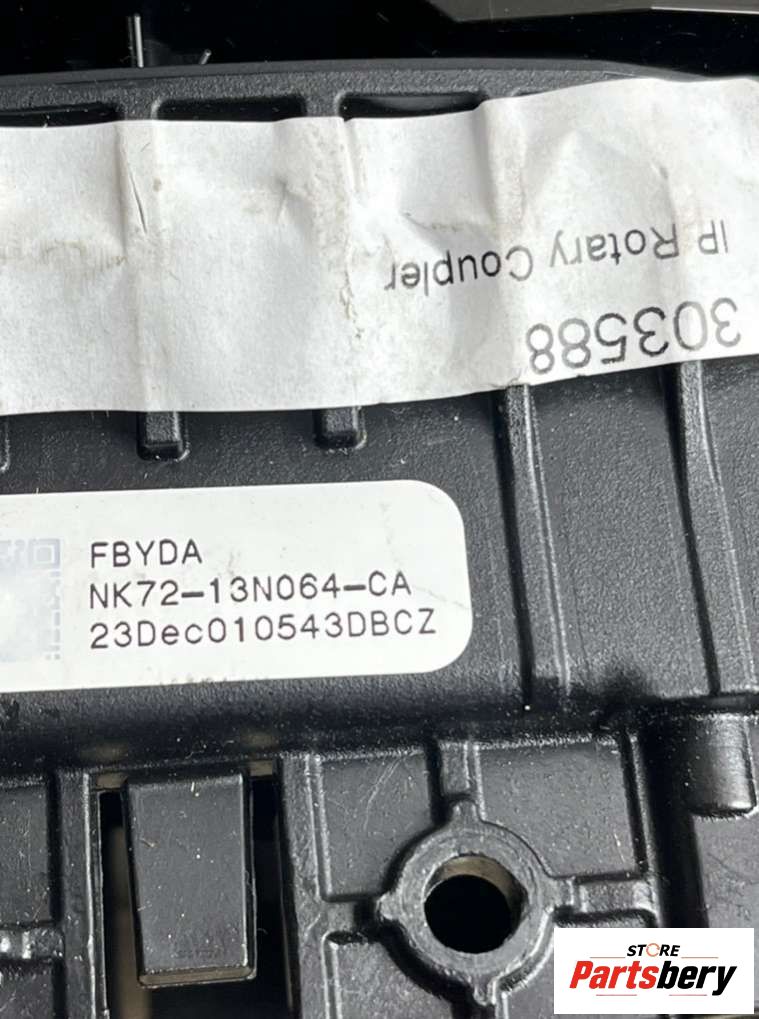 IP Rotary Coupler
303588
FBYDA
NK72-13N064-CA
23Dec010543DBCZ
STORE
Partsbery